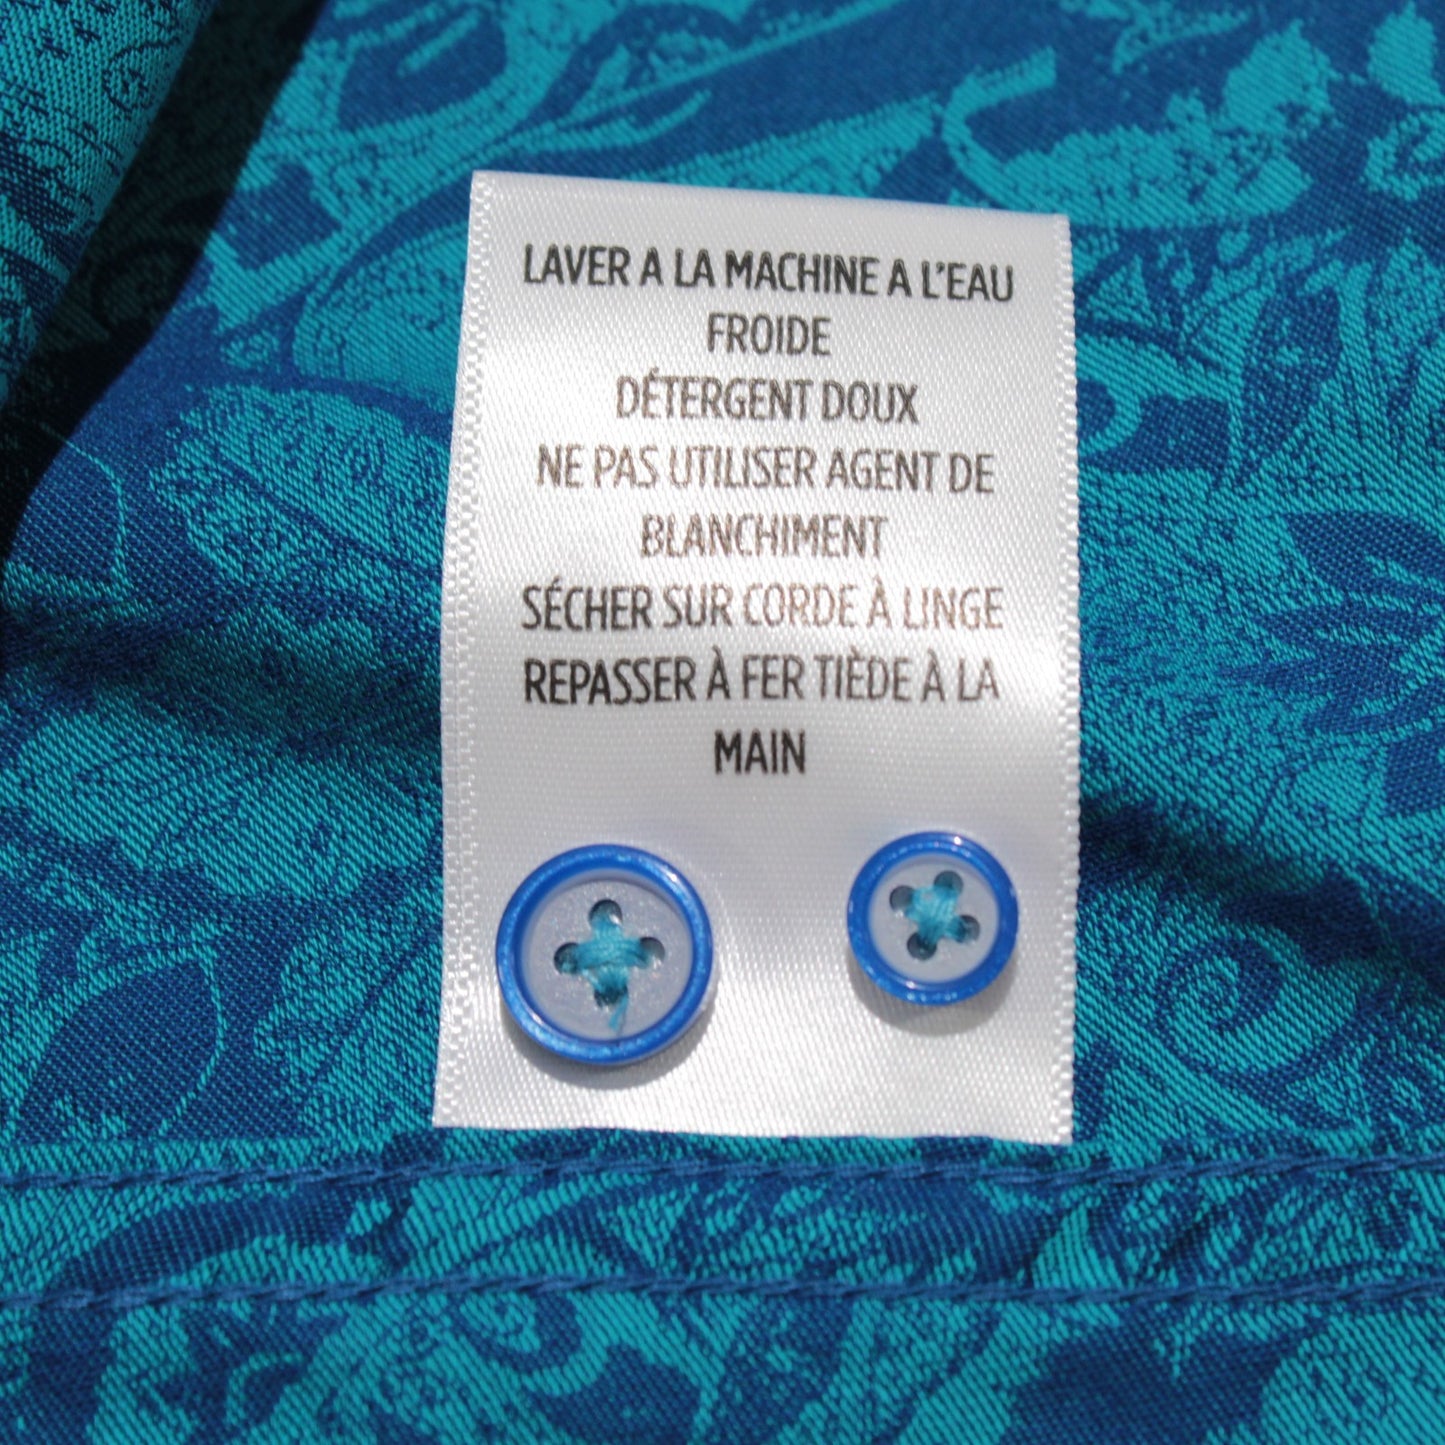 LAVER A LA MACHINE A L'EAU
FROIDE
DÉTERGENT DOUX
NE PAS UTILISER AGENT DE
BLANCHIMENT
SÉCHER SUR CORDE À LINGE
REPASSER À FER TIÈDE À LA
MAIN